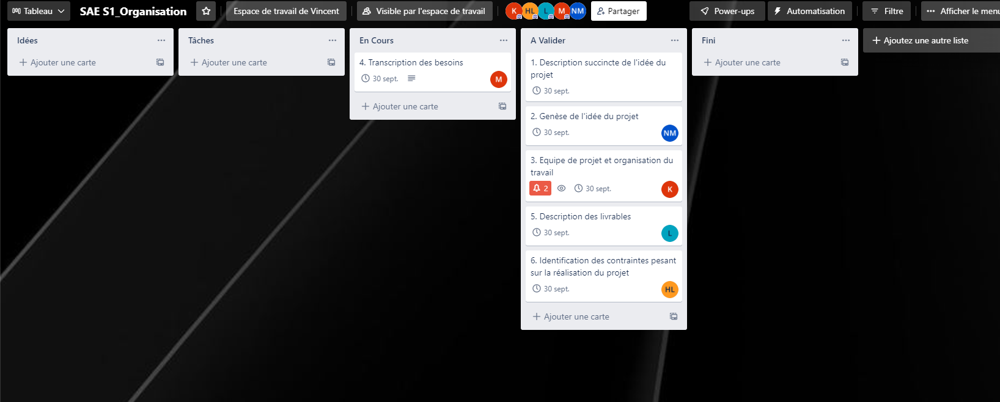 Tableau
SAE S1_Organisation
Espace de travail de Vincent
Visible par l'espace de travail
K HL L M NM
Partager
Power-ups
Automatisation
Filtre
Afficher le menu
Idées
Ajouter une carte
Tâches
Ajouter une carte
En Cours
4. Transcription des besoins
30 sept.
M
Ajouter une carte
A Valider
1. Description succincte de l'idée du
projet
30 sept.
2. Genèse de l'idée du projet
30 sept.
NM
3. Equipe de projet et organisation du
travail
2
30 sept.
K
5. Description des livrables
30 sept.
L
6. Identification des contraintes pesant
sur la réalisation du projet
30 sept.
HL
Ajouter une carte
Fini
Ajouter une carte
Ajoutez une autre liste